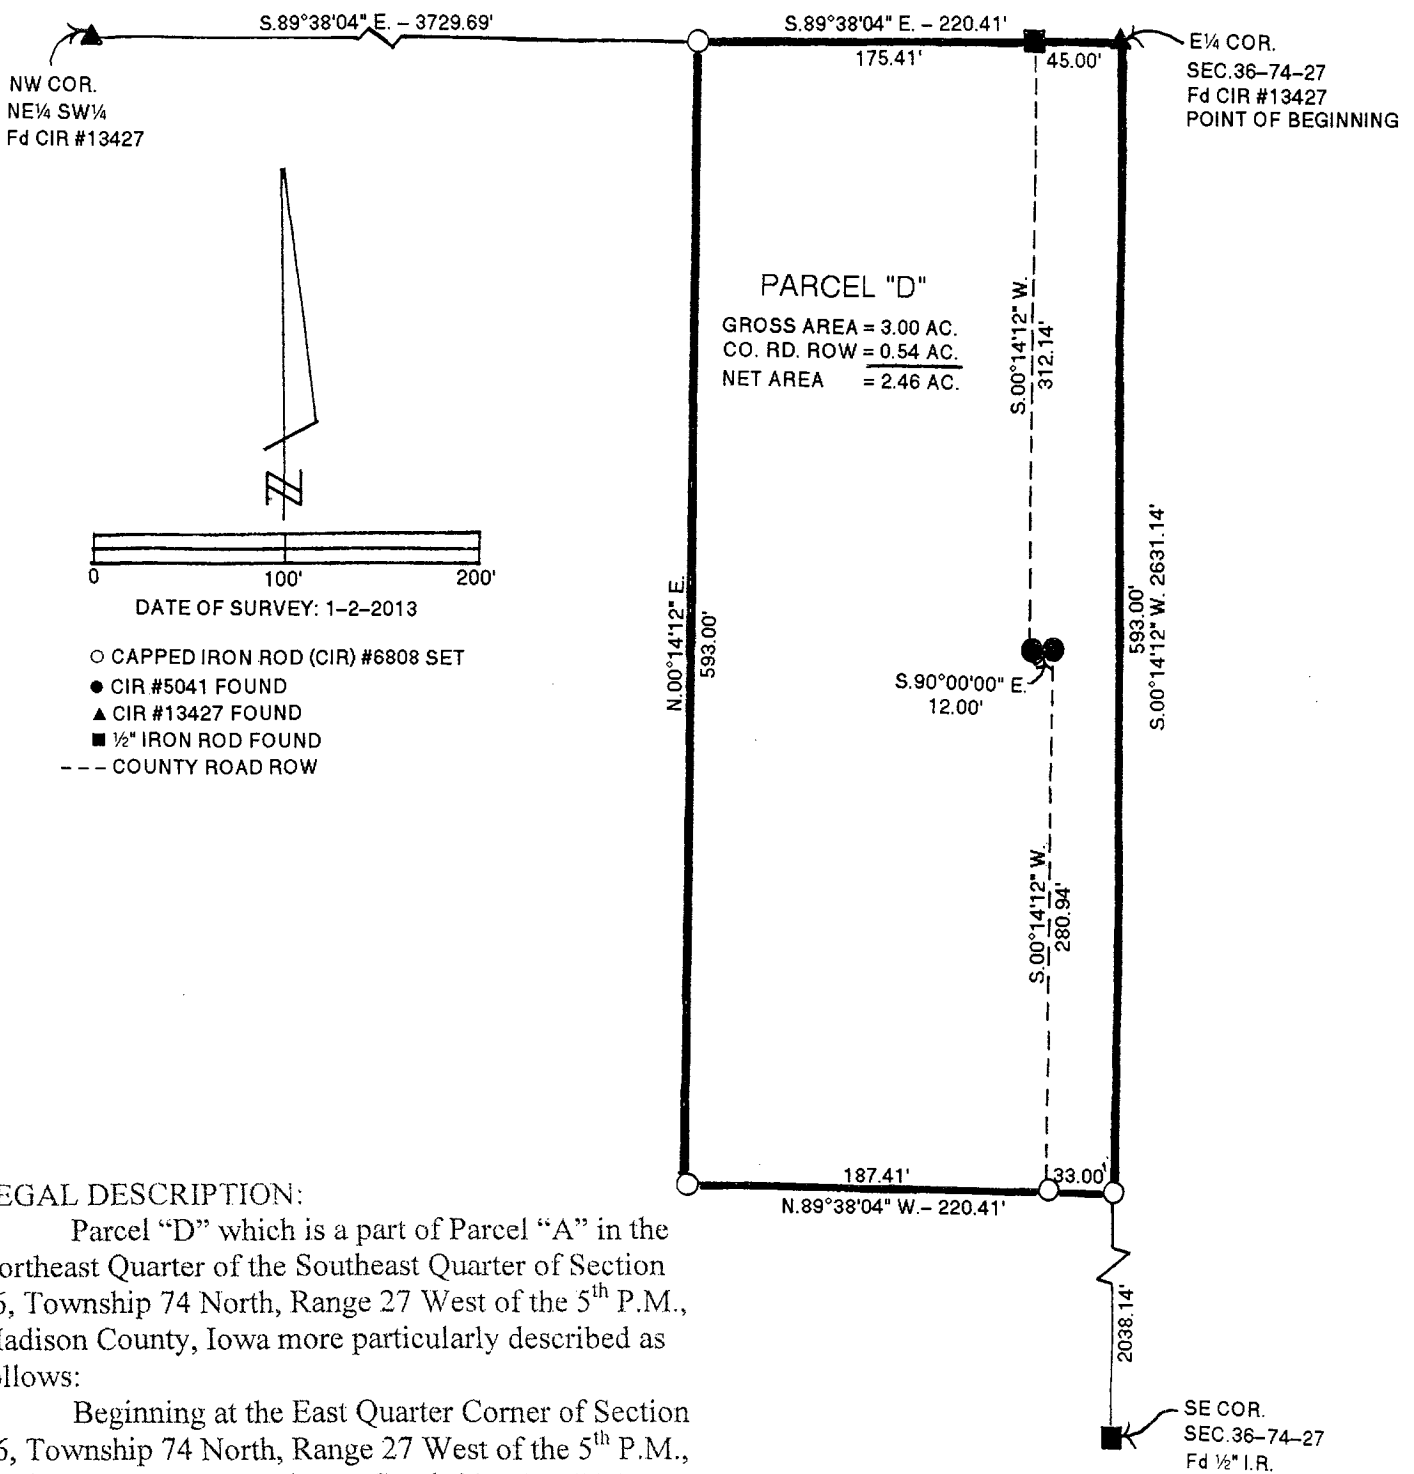 S.89°38'04" E. – 3729.69'
S.89°38'04" E. – 220.41'
175.41'
45.00'
NW COR.
NE¼ SW¼
Fd CIR #13427
E¼ COR.
SEC.36–74–27
Fd CIR #13427
POINT OF BEGINNING
PARCEL "D"
GROSS AREA = 3.00 AC.
CO. RD. ROW = 0.54 AC.
NET AREA = 2.46 AC.
S.00°14'12" W.
312.14'
N
0 100' 200'
DATE OF SURVEY: 1–2–2013
○ CAPPED IRON ROD (CIR) #6808 SET
● CIR #5041 FOUND
▲ CIR #13427 FOUND
■ ½" IRON ROD FOUND
--- COUNTY ROAD ROW
N.00°14'12" E.
593.00'
593.00'
S.00°14'12" W. 2631.14'
S.90°00'00" E.
12.00'
S.00°14'12" W.
280.94'
187.41'
33.00'
N.89°38'04" W.– 220.41'
2038.14'
SE COR.
SEC.36–74–27
Fd ½" I.R.
EGAL DESCRIPTION:
Parcel “D” which is a part of Parcel “A” in the
ortheast Quarter of the Southeast Quarter of Section
6, Township 74 North, Range 27 West of the 5th P.M.,
adison County, Iowa more particularly described as
llows:
Beginning at the East Quarter Corner of Section
6, Township 74 North, Range 27 West of the 5th P.M.,